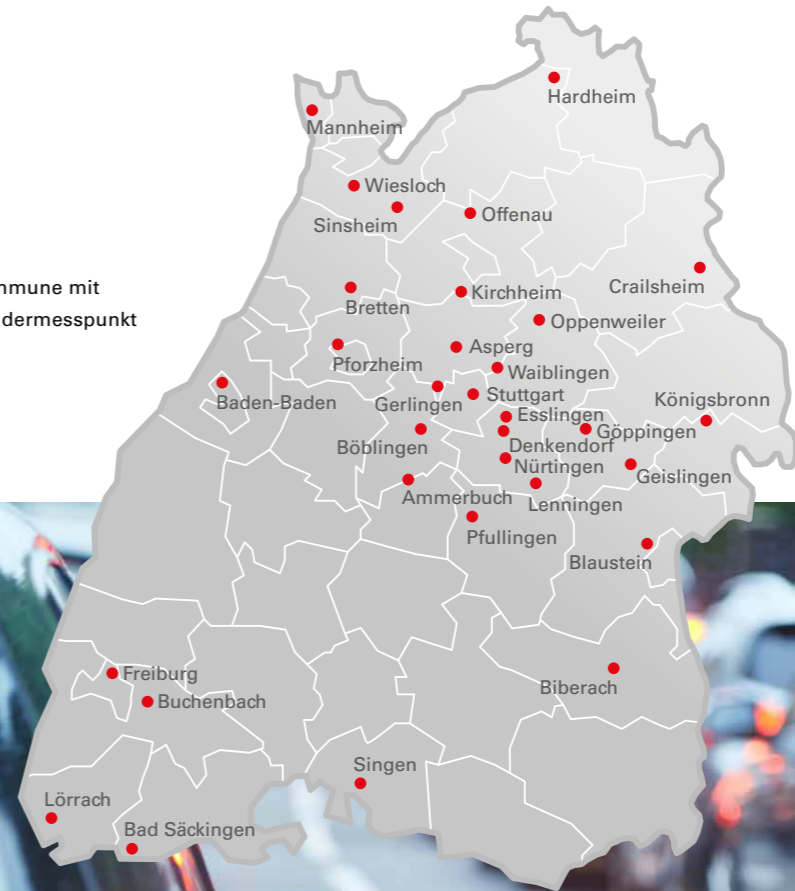 Hardheim
Mannheim
Wiesloch
Sinsheim
Offenau
mmune mit
dermesspunkt
Crailsheim
Kirchheim
Bretten
Oppenweiler
Asperg
Pforzheim
Waiblingen
Stuttgart
Baden-Baden
Gerlingen
Königsbronn
Esslingen
Göppingen
Böblingen
Denkendorf
Nürtingen
Geislingen
Ammerbuch
Lenningen
Pfullingen
Blaustein
Freiburg
Biberach
Buchenbach
Singen
Lörrach
Bad Säckingen